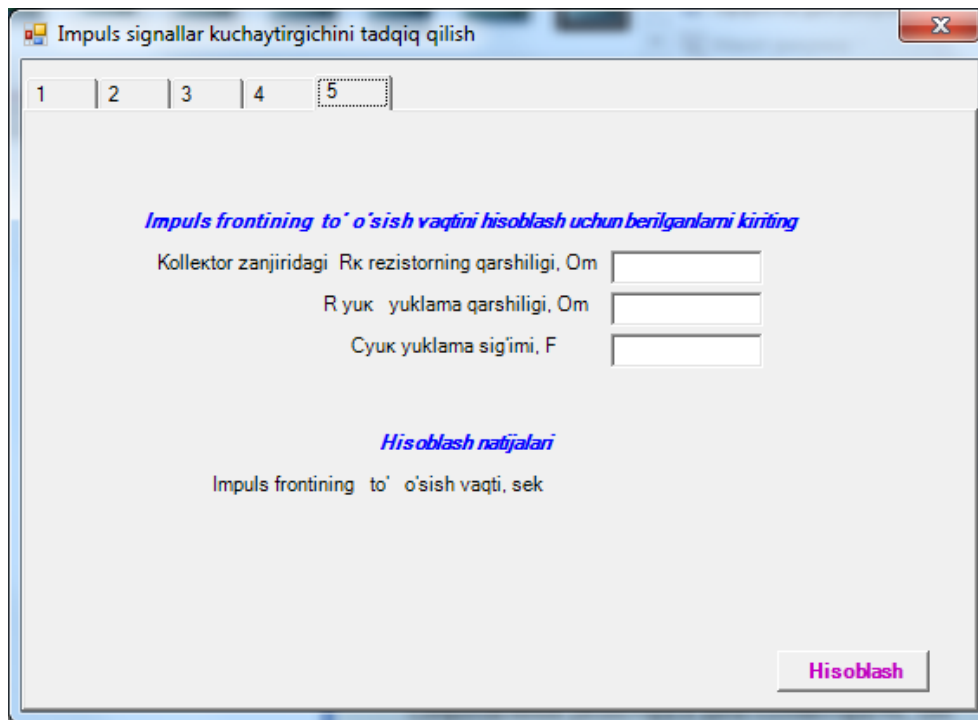 Impuls signallar kuchaytirgichini tadqiq qilish
X
1 2 3 4 5
Impuls frontining to' o'sish vaqtini hisoblash uchun berilganlarni kiriting
Kolleктor zanjiridagi Rк rezistorning qarshiligi, Om
R yuк yuklama qarshiligi, Om
Cyuк yuklama sig'imi, F
Hisoblash natijalari
Impuls frontining to' o'sish vaqti, sek
Hisoblash